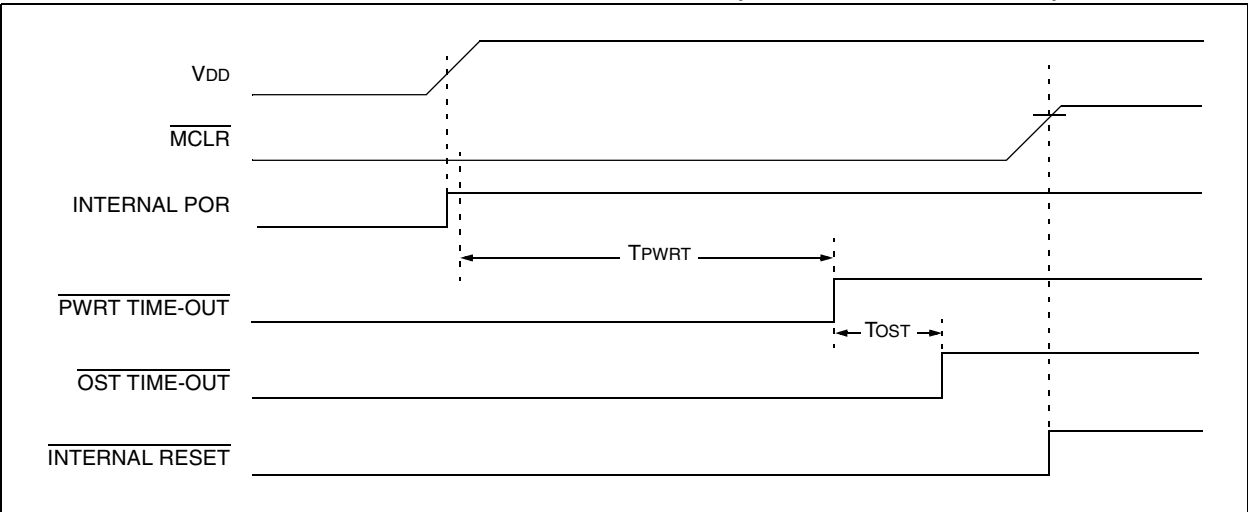 VDD
MCLR
INTERNAL POR
TPWRT
PWRT TIME-OUT
TOST
OST TIME-OUT
INTERNAL RESET